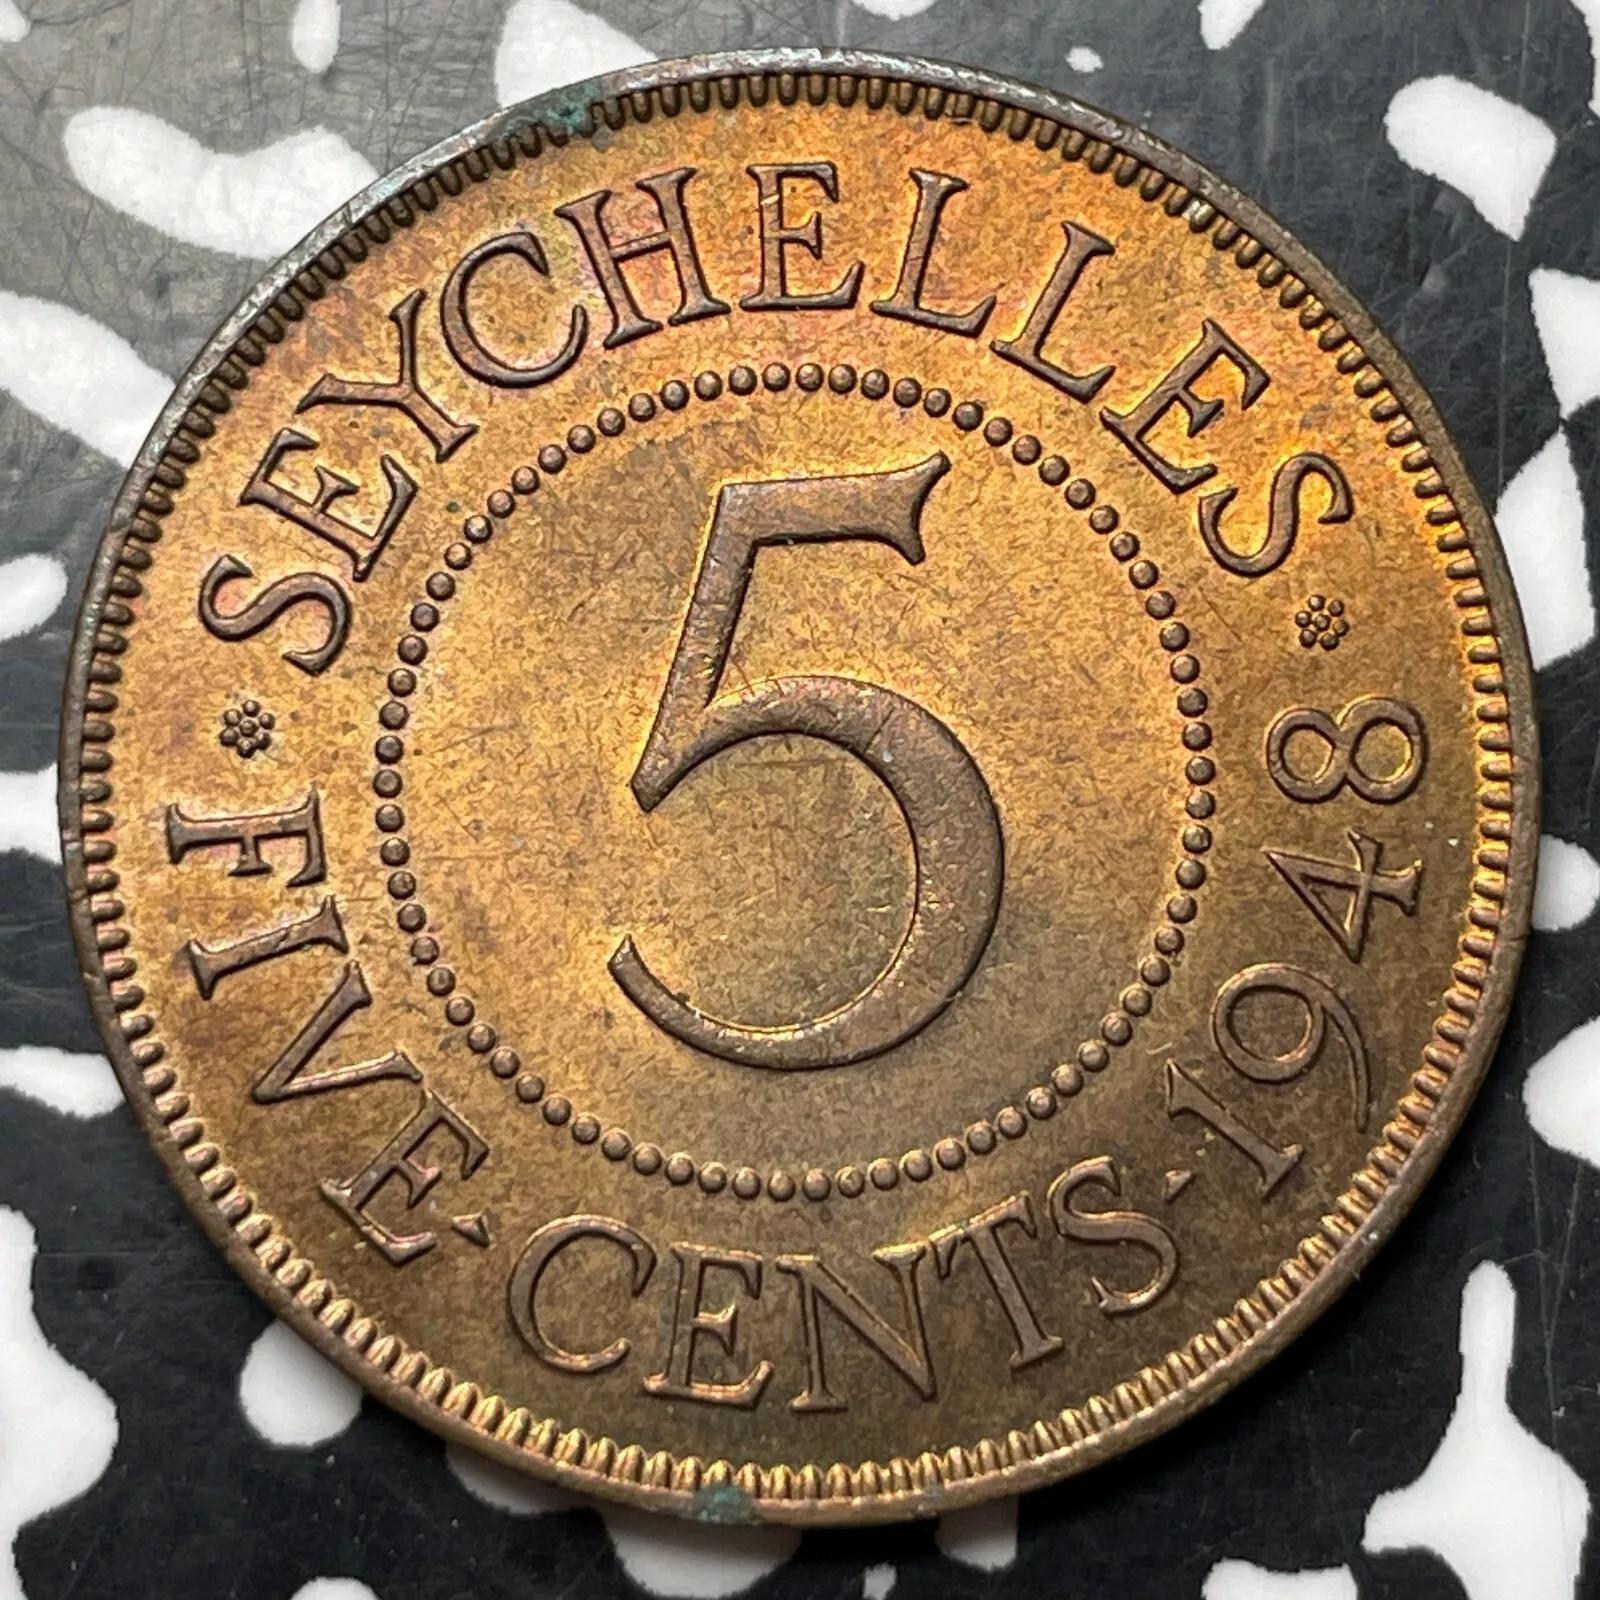 SEYCHELLES
FIVE · CENTS · 1948
5